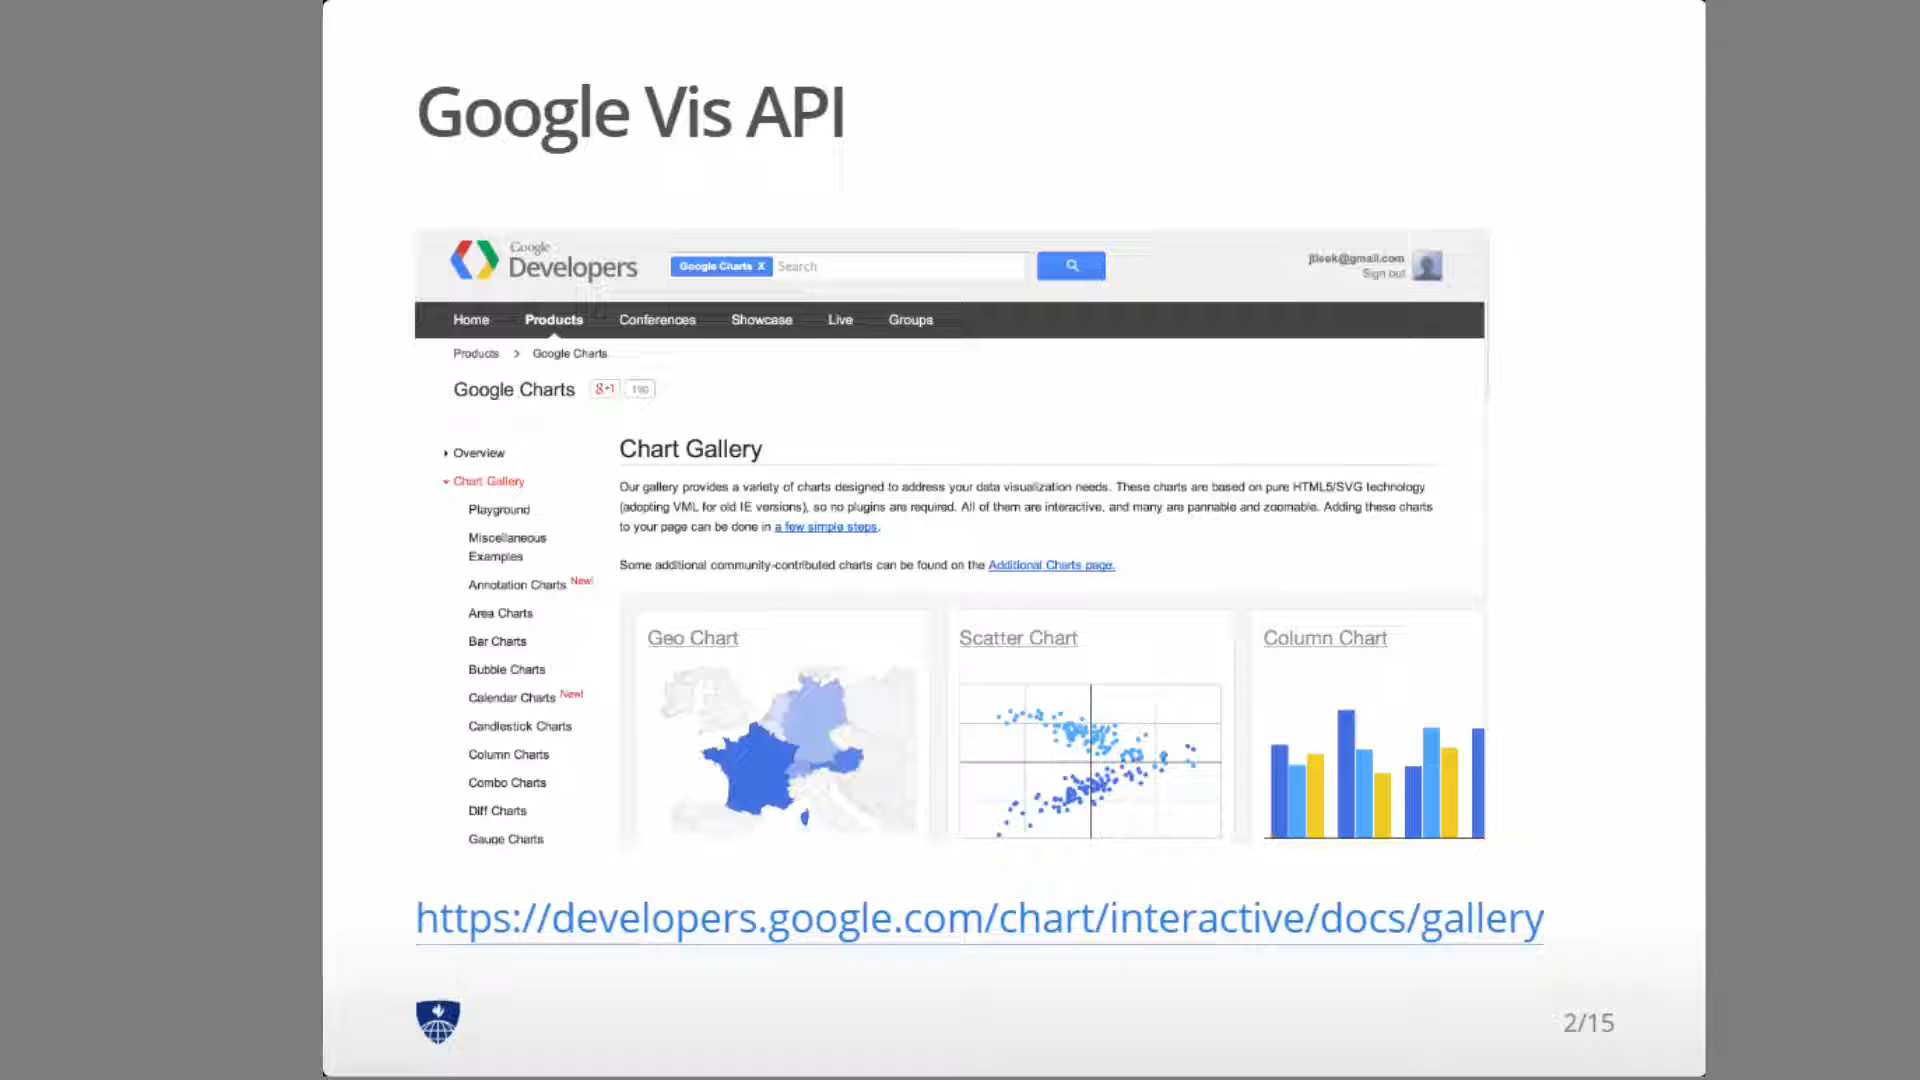 Google Vis API
Google
Developers
Google Charts X Search
jtleek@gmail.com
Sign out
Home Products Conferences Showcase Live Groups
Products > Google Charts
Google Charts g+1 190
Overview
Chart Gallery
Playground
Miscellaneous
Examples
Annotation Charts New!
Area Charts
Bar Charts
Bubble Charts
Calendar Charts New!
Candlestick Charts
Column Charts
Combo Charts
Diff Charts
Gauge Charts
Chart Gallery
Our gallery provides a variety of charts designed to address your data visualization needs. These charts are based on pure HTML5/SVG technology
(adopting VML for old IE versions), so no plugins are required. All of them are interactive, and many are pannable and zoomable. Adding these charts
to your page can be done in a few simple steps.
Some additional community-contributed charts can be found on the Additional Charts page.
Geo Chart
Scatter Chart
Column Chart
https://developers.google.com/chart/interactive/docs/gallery
2/15